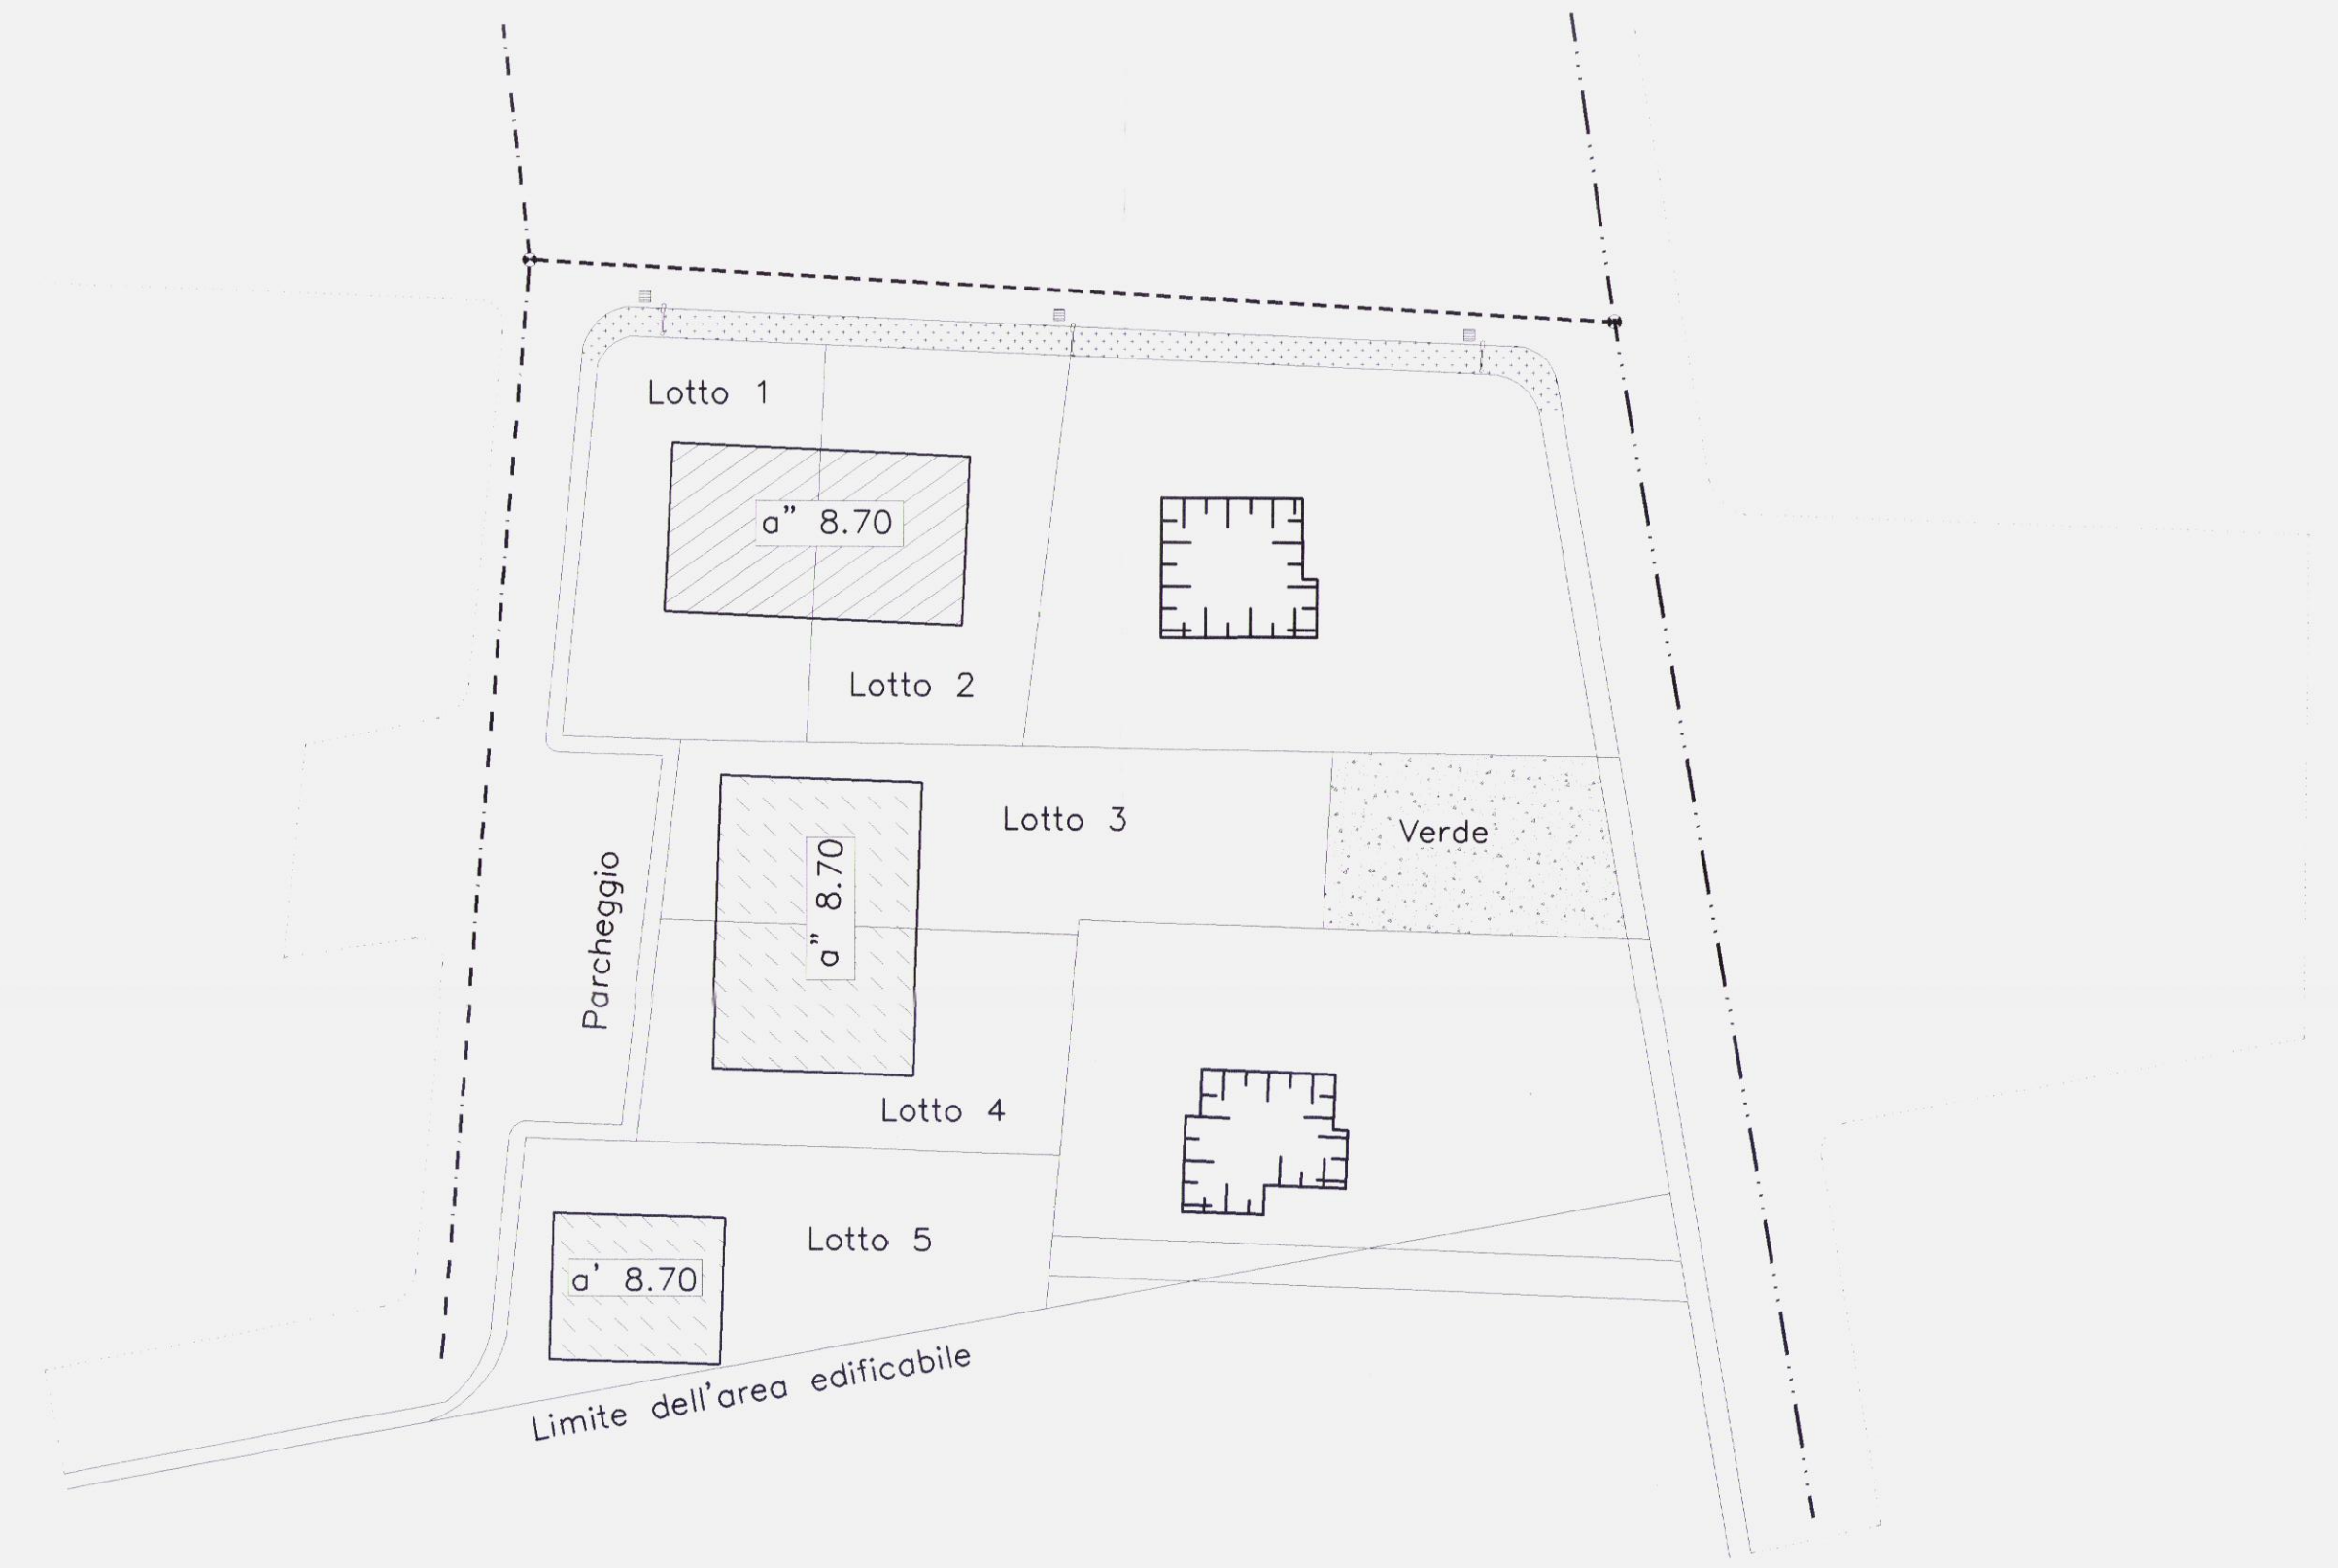 Lotto 1
a” 8.70
Lotto 2
Lotto 3
Verde
a” 8.70
Parcheggio
Lotto 4
Lotto 5
a’ 8.70
Limite dell'area edificabile